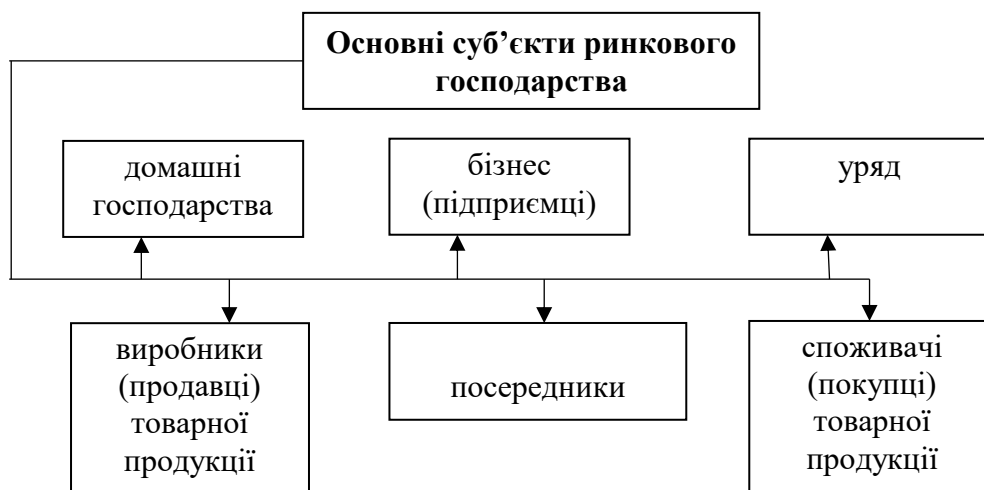 Основні суб’єкти ринкового
господарства
домашні
господарства
бізнес
(підприємці)
уряд
виробники
(продавці)
товарної
продукції
посередники
споживачі
(покупці)
товарної
продукції